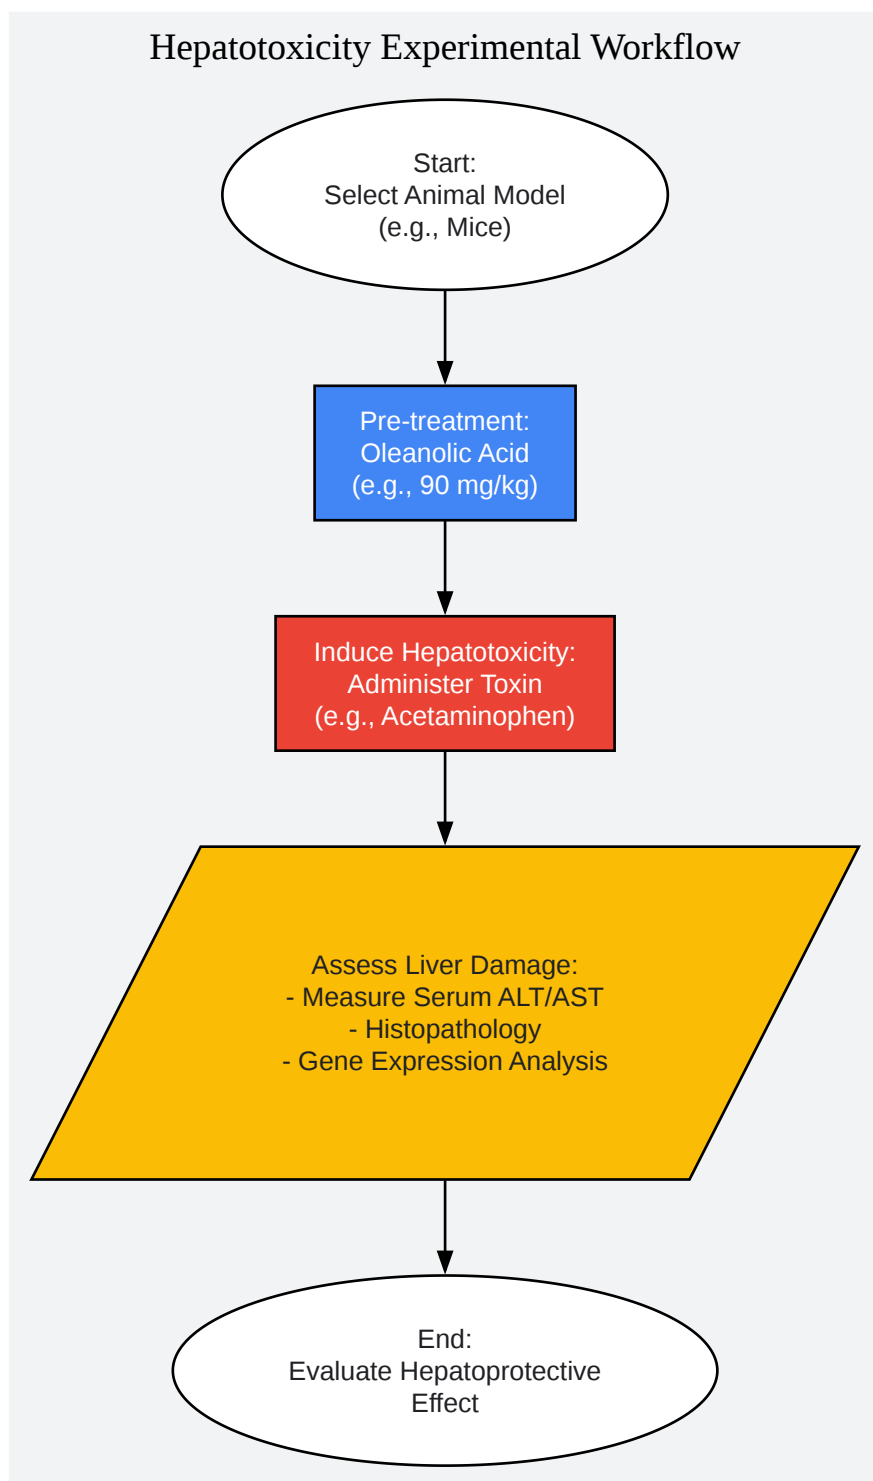 Hepatotoxicity Experimental Workflow
Start:
Select Animal Model
(e.g., Mice)
Pre-treatment:
Oleanolic Acid
(e.g., 90 mg/kg)
Induce Hepatotoxicity:
Administer Toxin
(e.g., Acetaminophen)
Assess Liver Damage:
- Measure Serum ALT/AST
- Histopathology
- Gene Expression Analysis
End:
Evaluate Hepatoprotective
Effect